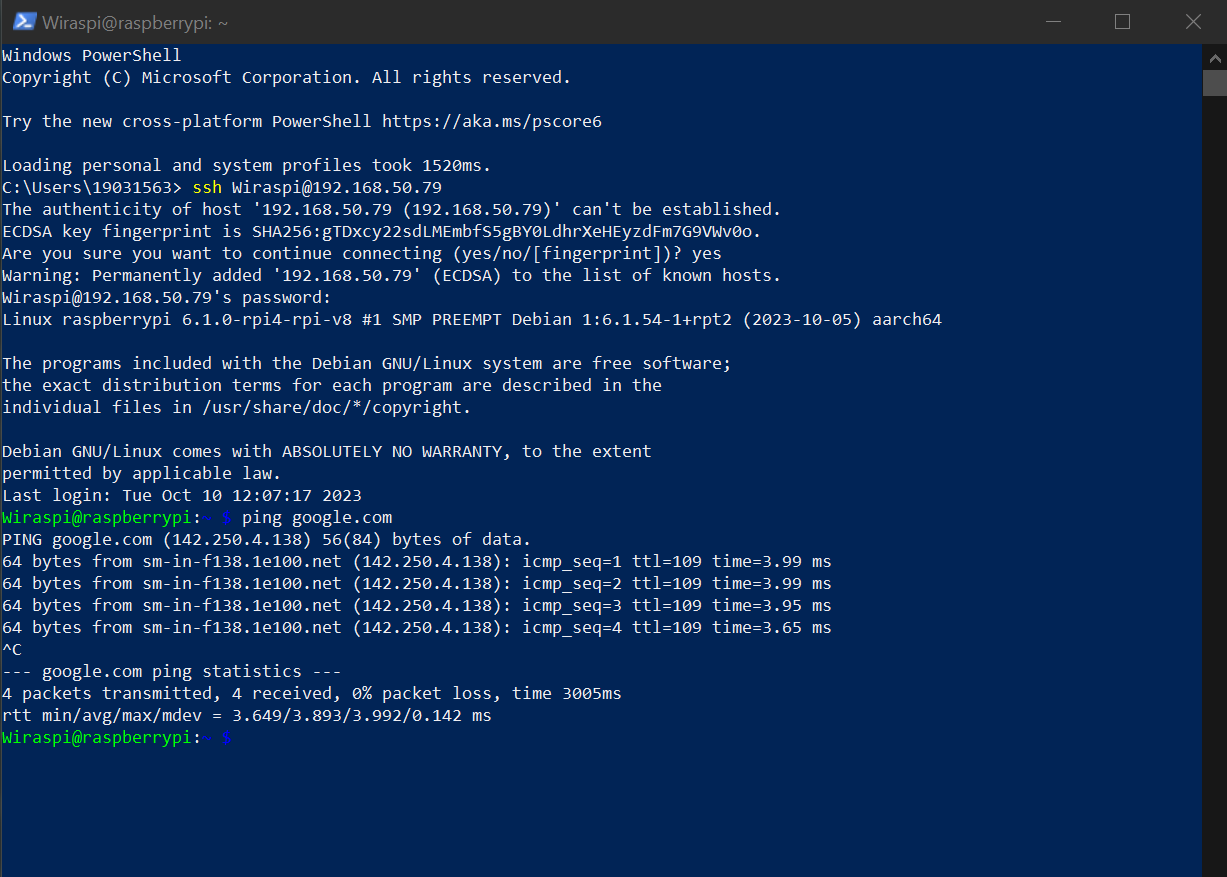 Wiraspi@raspberrypi: ~
Windows PowerShell
Copyright (C) Microsoft Corporation. All rights reserved.
Try the new cross-platform PowerShell https://aka.ms/pscore6
Loading personal and system profiles took 1520ms.
C:\Users\19031563> ssh Wiraspi@192.168.50.79
The authenticity of host '192.168.50.79 (192.168.50.79)' can't be established.
ECDSA key fingerprint is SHA256:gTDxcy22sdLMEmbfS5gBY0LdhrXeHEyzdFm7G9VWv0o.
Are you sure you want to continue connecting (yes/no/[fingerprint])? yes
Warning: Permanently added '192.168.50.79' (ECDSA) to the list of known hosts.
Wiraspi@192.168.50.79's password:
Linux raspberrypi 6.1.0-rpi4-rpi-v8 #1 SMP PREEMPT Debian 1:6.1.54-1+rpt2 (2023-10-05) aarch64
The programs included with the Debian GNU/Linux system are free software;
the exact distribution terms for each program are described in the
individual files in /usr/share/doc/*/copyright.
Debian GNU/Linux comes with ABSOLUTELY NO WARRANTY, to the extent
permitted by applicable law.
Last login: Tue Oct 10 12:07:17 2023
Wiraspi@raspberrypi:~ $ ping google.com
PING google.com (142.250.4.138) 56(84) bytes of data.
64 bytes from sm-in-f138.1e100.net (142.250.4.138): icmp_seq=1 ttl=109 time=3.99 ms
64 bytes from sm-in-f138.1e100.net (142.250.4.138): icmp_seq=2 ttl=109 time=3.99 ms
64 bytes from sm-in-f138.1e100.net (142.250.4.138): icmp_seq=3 ttl=109 time=3.95 ms
64 bytes from sm-in-f138.1e100.net (142.250.4.138): icmp_seq=4 ttl=109 time=3.65 ms
^C
--- google.com ping statistics ---
4 packets transmitted, 4 received, 0% packet loss, time 3005ms
rtt min/avg/max/mdev = 3.649/3.893/3.992/0.142 ms
Wiraspi@raspberrypi:~ $